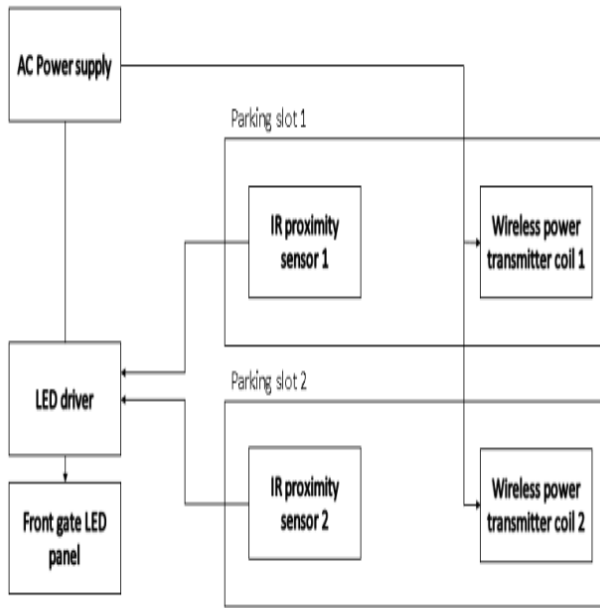 AC Power supply
Parking slot 1
IR proximity
sensor 1
Wireless power
transmitter coil 1
LED driver
Parking slot 2
IR proximity
sensor 2
Wireless power
transmitter coil 2
Front gate LED
panel